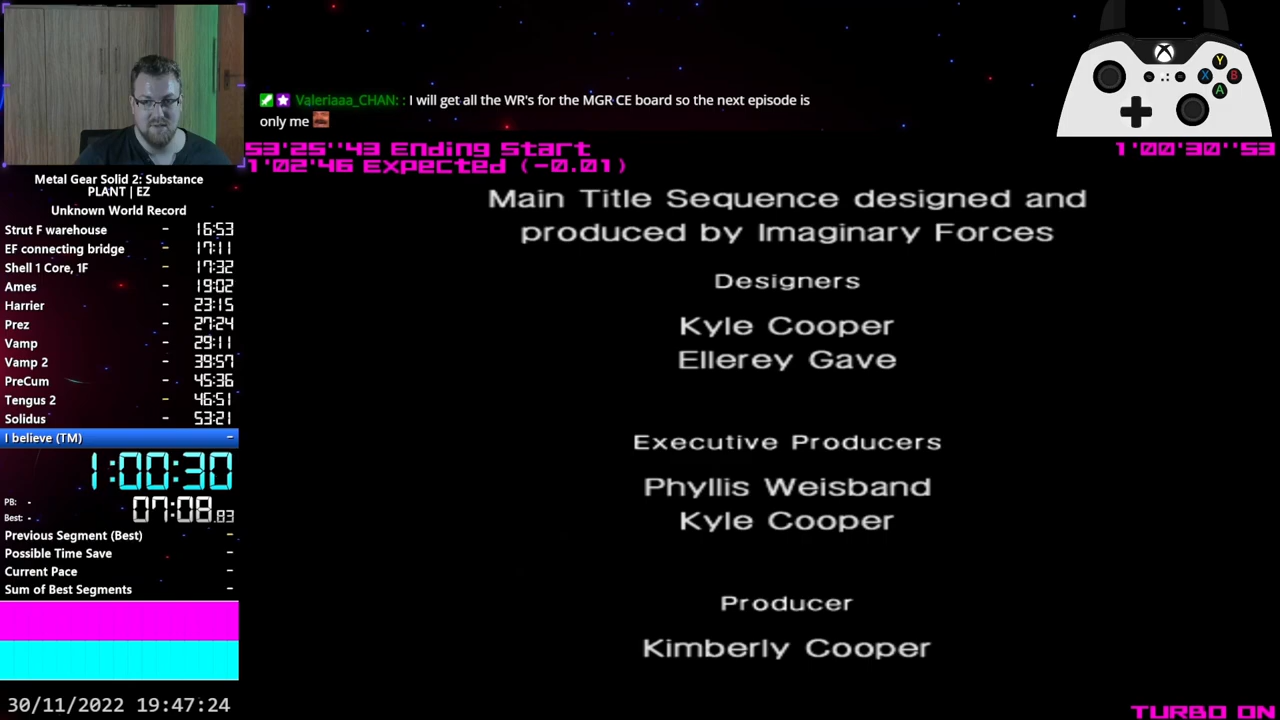 Valeriaaa_CHAN: : I will get all the WR's for the MGR CE board so the next episode is
only me
53'25''43 Ending Start
1'02'46 Expected (-0.01)
1'00'30''53
X
Y
X
B
A
Metal Gear Solid 2: Substance
PLANT | EZ
Unknown World Record
Strut F warehouse - 16:53
EF connecting bridge - 17:11
Shell 1 Core, 1F - 17:32
Ames - 19:02
Harrier - 23:15
Prez - 27:24
Vamp - 29:11
Vamp 2 - 39:57
PreCum - 45:36
Tengus 2 - 46:51
Solidus - 53:21
I believe (TM) -
1:00:30
PB: -
Best: -
07:08.83
Previous Segment (Best) -
Possible Time Save -
Current Pace -
Sum of Best Segments -
30/11/2022 19:47:24
Main Title Sequence designed and
produced by Imaginary Forces
Designers
Kyle Cooper
Ellerey Gave
Executive Producers
Phyllis Weisband
Kyle Cooper
Producer
Kimberly Cooper
TURBO ON